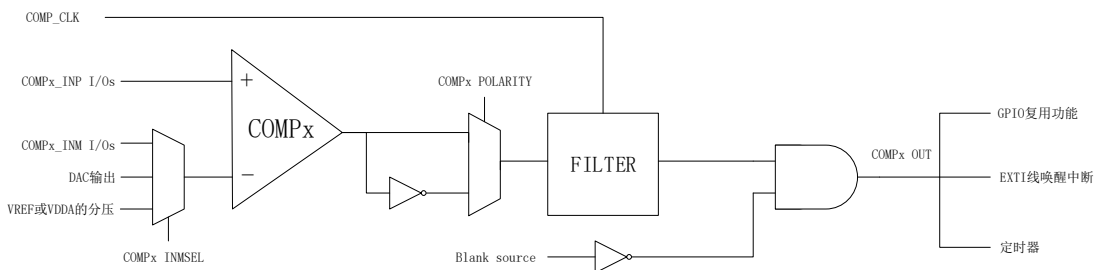 COMP_CLK
COMPx_INP I/Os
COMPx POLARITY
GPIO复用功能
+
COMPx
COMPx_INM I/Os
FILTER
COMPx OUT
DAC输出
−
EXTI线唤醒中断
VREF或VDDA的分压
COMPx INMSEL
Blank source
定时器